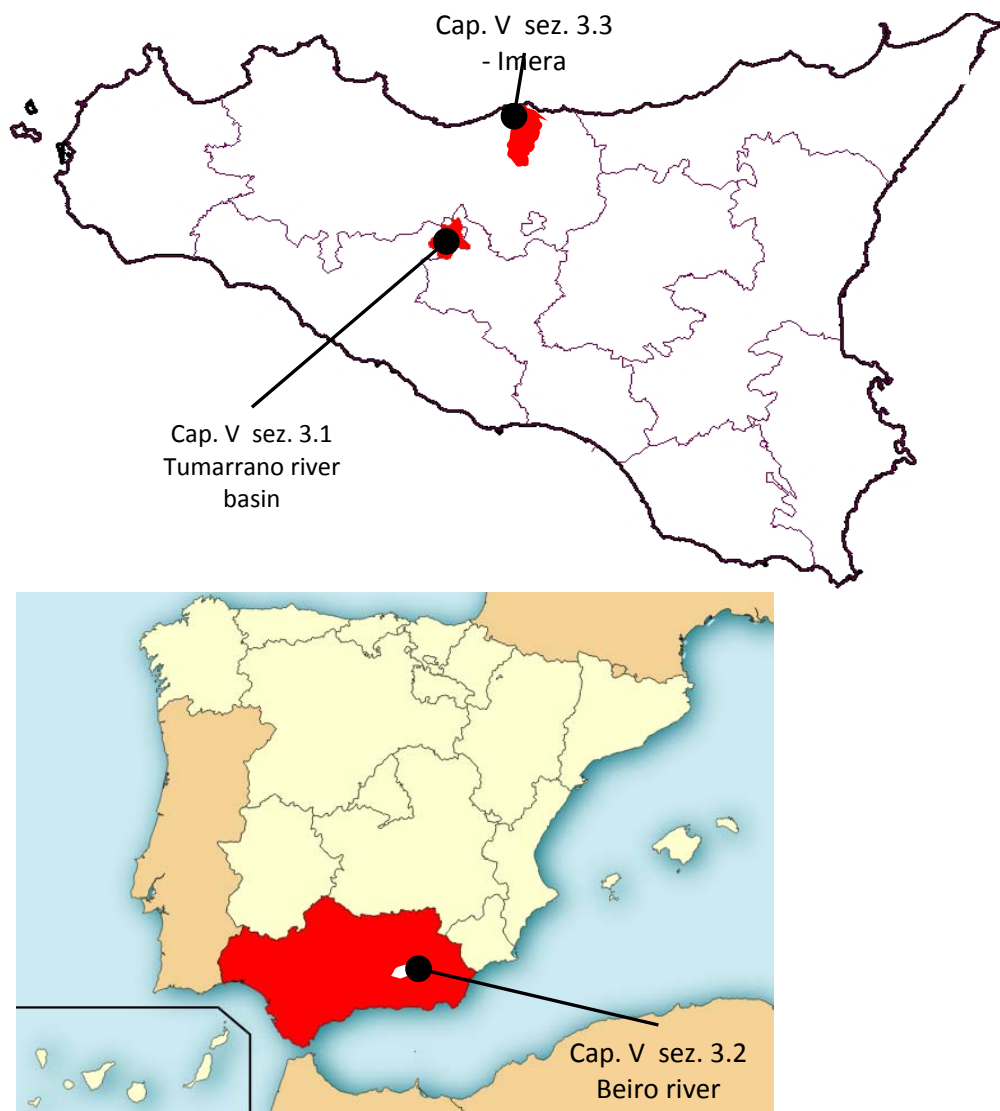 Cap. V sez. 3.3
- Imera
Cap. V sez. 3.1
Tumarrano river
basin
Cap. V sez. 3.2
Beiro river